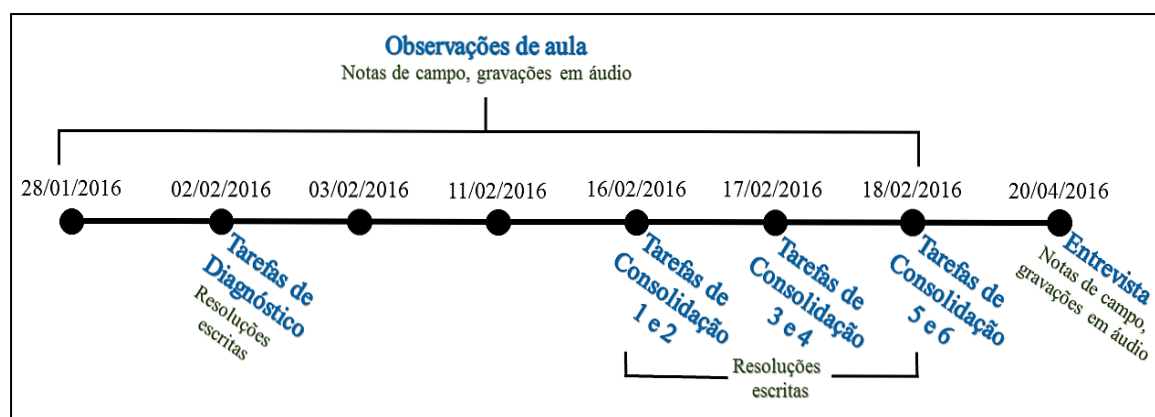 Observações de aula
Notas de campo, gravações em áudio
28/01/2016
02/02/2016
03/02/2016
11/02/2016
16/02/2016
17/02/2016
18/02/2016
20/04/2016
Tarefas de
Diagnóstico
Resoluções
escritas
Tarefas de
Consolidação
1 e 2
Tarefas de
Consolidação
3 e 4
Tarefas de
Consolidação
5 e 6
Entrevista
Notas de campo,
gravações em áudio
Resoluções
escritas